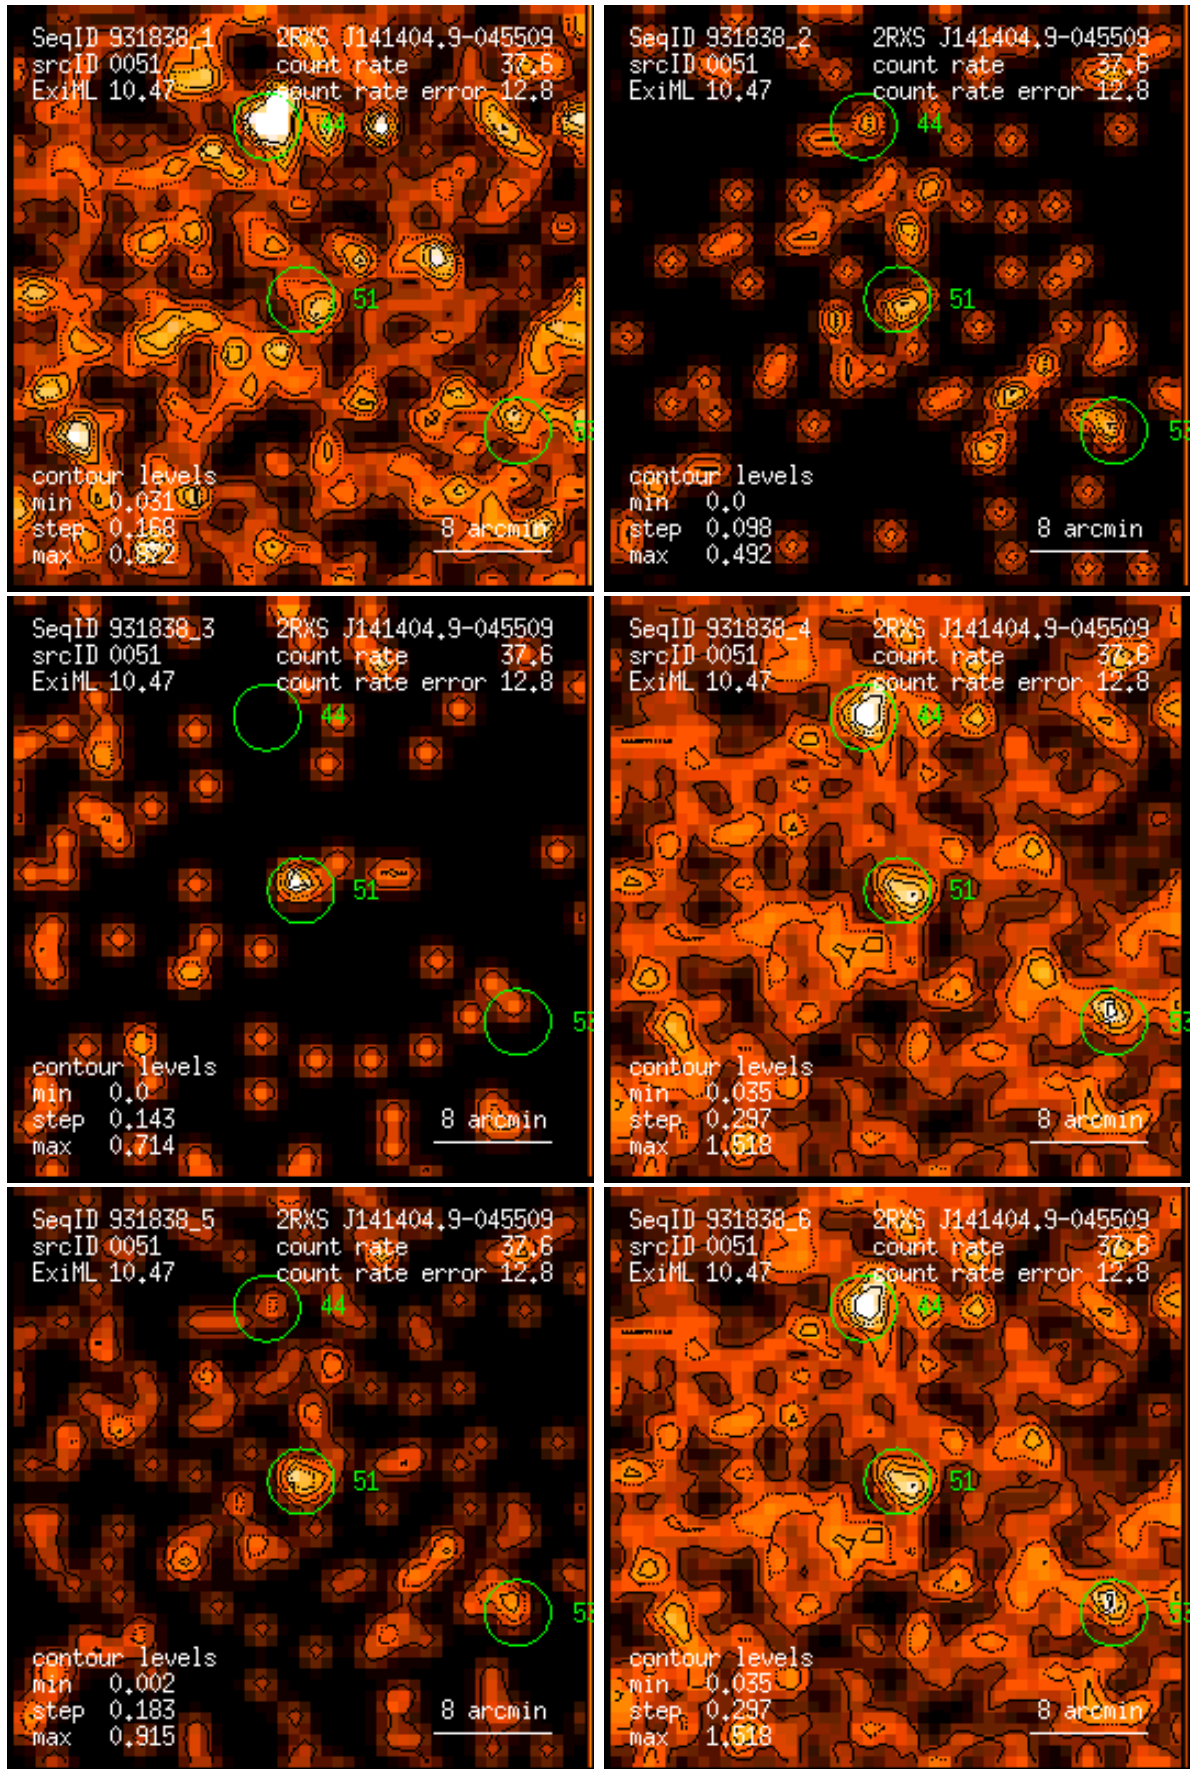 SeqID 931838_1 2RXS J141404.9-045509
srcID 0051 count rate 37.6
ExiML 10.47 count rate error 12.8
44
51
53
contour levels
min 0.031
step 0.168 8 arcmin
max 0.872
SeqID 931838_2 2RXS J141404.9-045509
srcID 0051 count rate 37.6
ExiML 10.47 count rate error 12.8
44
51
53
contour levels
min 0.0
step 0.098 8 arcmin
max 0.492
SeqID 931838_3 2RXS J141404.9-045509
srcID 0051 count rate 37.6
ExiML 10.47 count rate error 12.8
44
51
53
contour levels
min 0.0
step 0.143 8 arcmin
max 0.714
SeqID 931838_4 2RXS J141404.9-045509
srcID 0051 count rate 37.6
ExiML 10.47 count rate error 12.8
44
51
53
contour levels
min 0.035
step 0.297 8 arcmin
max 1.518
SeqID 931838_5 2RXS J141404.9-045509
srcID 0051 count rate 37.6
ExiML 10.47 count rate error 12.8
44
51
53
contour levels
min 0.002
step 0.183 8 arcmin
max 0.915
SeqID 931838_6 2RXS J141404.9-045509
srcID 0051 count rate 37.6
ExiML 10.47 count rate error 12.8
44
51
53
contour levels
min 0.035
step 0.297 8 arcmin
max 1.518